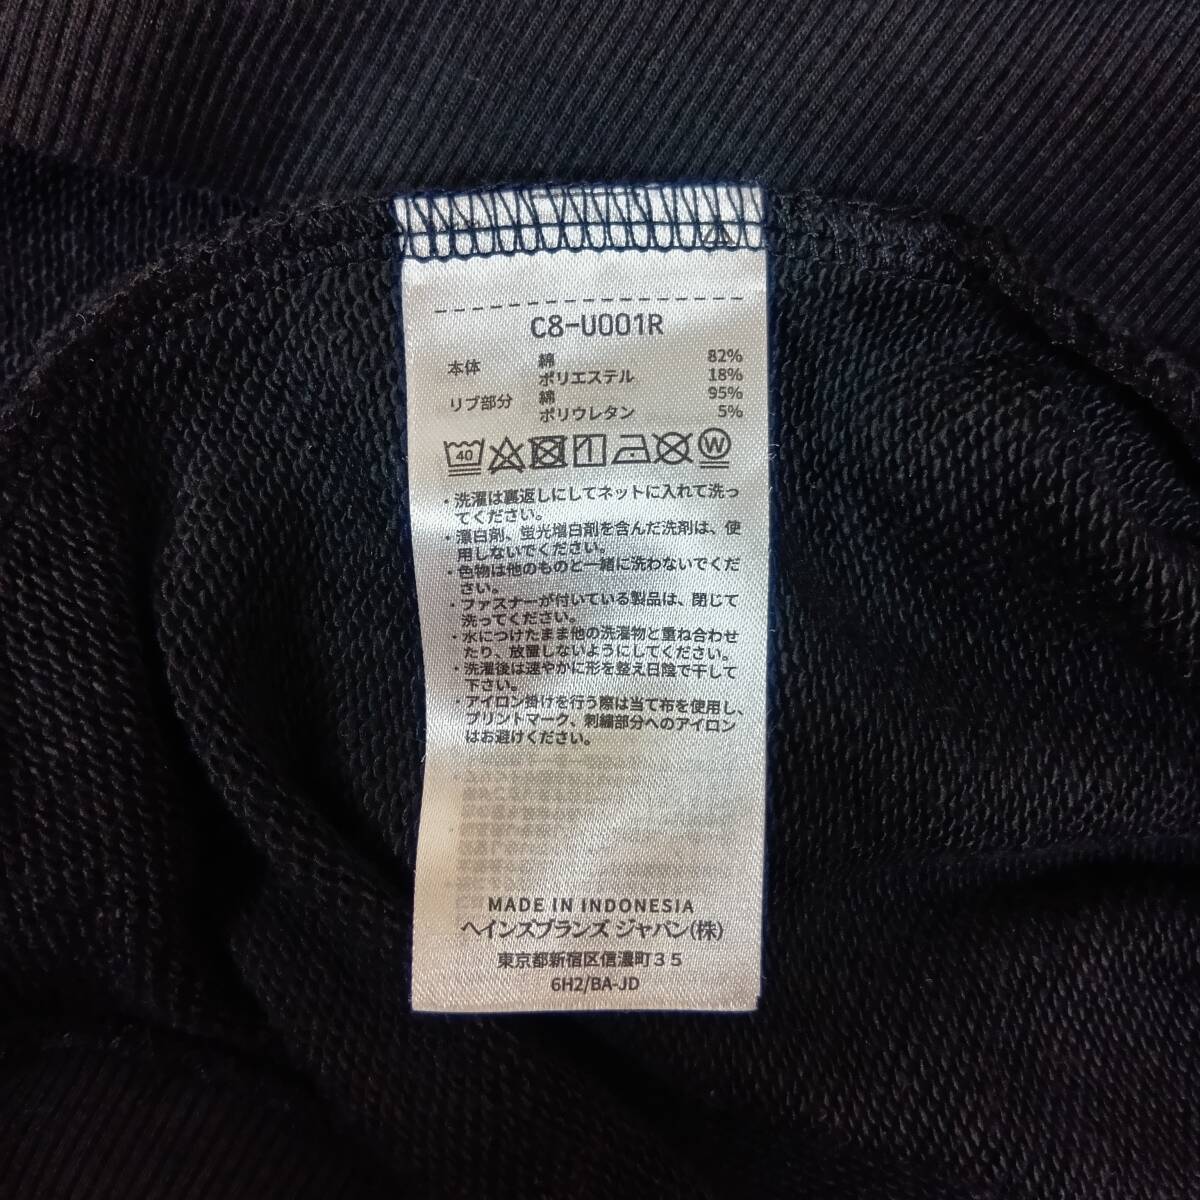 C8-U001R
本体 綿 82%
ポリエステル 18%
リブ部分 綿 95%
ポリウレタン 5%
40 W
・洗濯は裏返しにしてネットに入れて洗っ
てください。
・漂白剤、蛍光増白剤を含んだ洗剤は、使
用しないでください。
・色物は他のものと一緒に洗わないでくだ
さい。
・ファスナーが付いている製品は、閉じて
洗ってください。
・水につけたまま他の洗濯物と重ね合わせ
たり、放置しないようにしてください。
・洗濯後は速やかに形を整え日陰で干して
下さい。
・アイロン掛けを行う際は当て布を使用し、
プリントマーク、刺繍部分へのアイロン
はお避けください。
MADE IN INDONESIA
ヘインズブランズ ジャパン(株)
東京都新宿区信濃町35
6H2/BA-JD